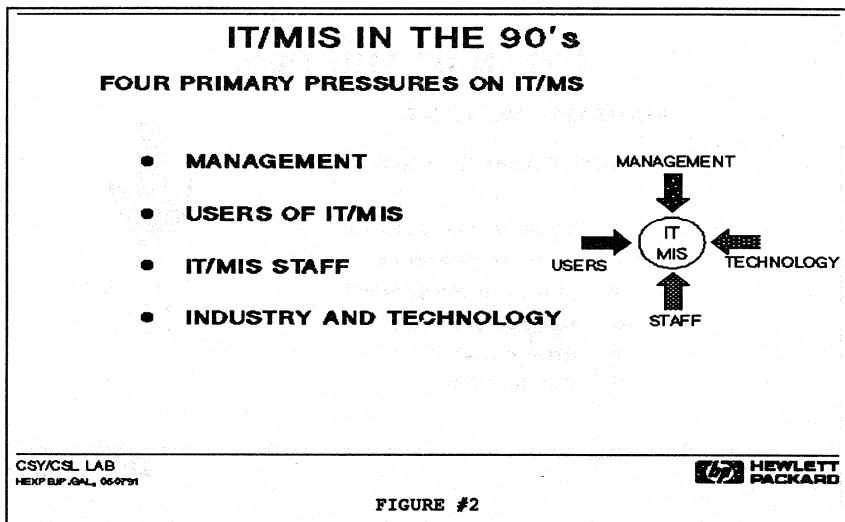 IT/MIS IN THE 90's
FOUR PRIMARY PRESSURES ON IT/MS
• MANAGEMENT
• USERS OF IT/MIS
• IT/MIS STAFF
• INDUSTRY AND TECHNOLOGY
MANAGEMENT
IT
MIS
USERS
TECHNOLOGY
STAFF
CSY/CSL LAB
hp HEWLETT
PACKARD
FIGURE #2